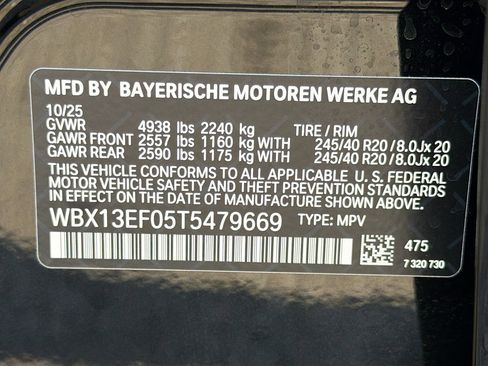 MFD BY BAYERISCHE MOTOREN WERKE AG
10/25
GVWR 4938 lbs 2240 kg TIRE / RIM
GAWR FRONT 2557 lbs 1160 kg WITH 245/40 R20 / 8.0Jx 20
GAWR REAR 2590 lbs 1175 kg WITH 245/40 R20 / 8.0Jx 20
THIS VEHICLE CONFORMS TO ALL APPLICABLE U. S. FEDERAL
MOTOR VEHICLE SAFETY AND THEFT PREVENTION STANDARDS
IN EFFECT ON THE DATE OF MANUFACTURE SHOWN ABOVE.
WBX13EF05T5479669 TYPE: MPV
475
7 320 730